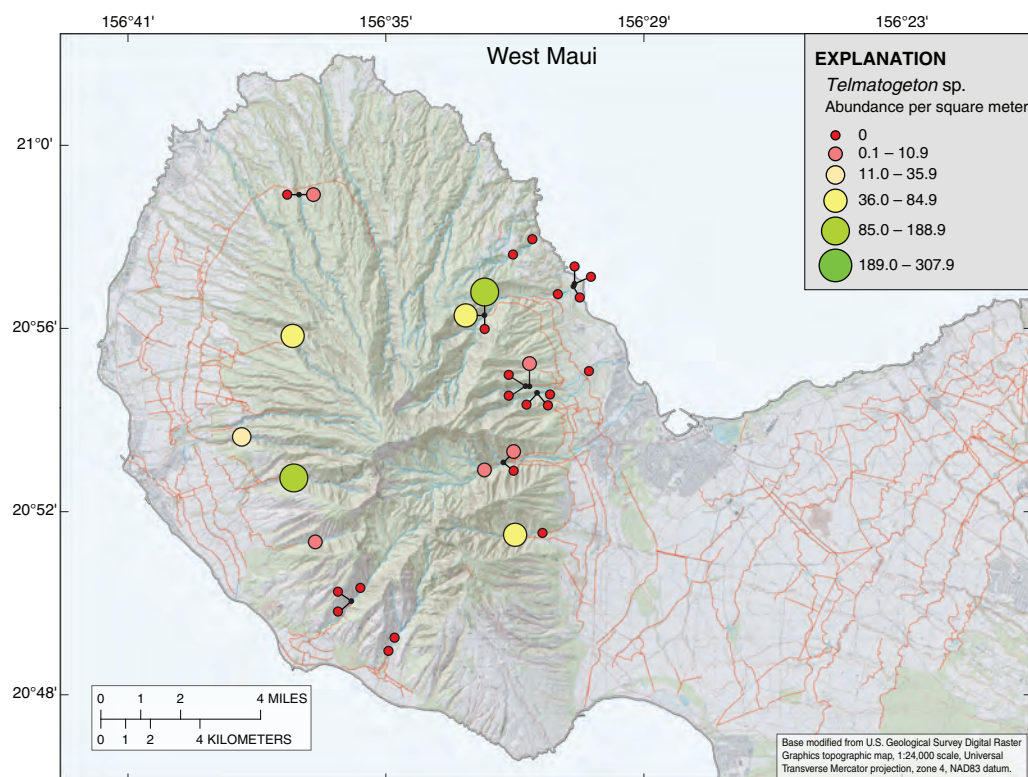 156°41' 156°35' 156°29' 156°23'
West Maui
EXPLANATION
Telmatogeton sp.
Abundance per square meter
0
0.1 – 10.9
11.0 – 35.9
36.0 – 84.9
85.0 – 188.9
189.0 – 307.9
21°0'
20°56'
20°52'
20°48'
0 1 2 4 MILES
0 1 2 4 KILOMETERS
Base modified from U.S. Geological Survey Digital Raster
Graphics topographic map, 1:24,000 scale, Universal
Transverse Mercator projection, zone 4, NAD83 datum.